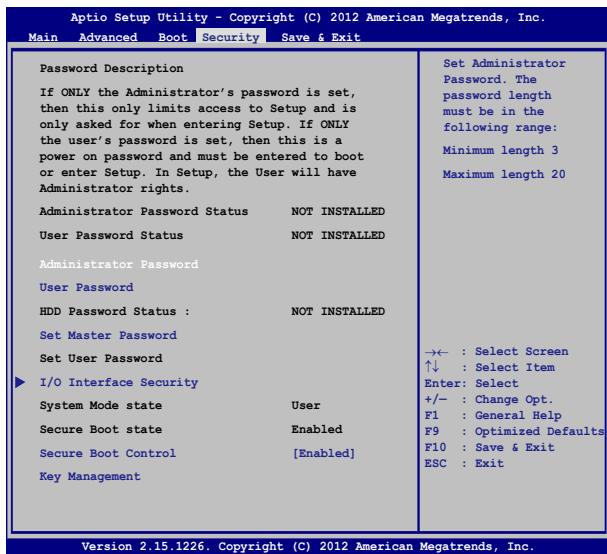 Aptio Setup Utility - Copyright (C) 2012 American Megatrends, Inc.
Main Advanced Boot Security Save & Exit
Password Description
If ONLY the Administrator's password is set,
then this only limits access to Setup and is
only asked for when entering Setup. If ONLY
the user's password is set, then this is a
power on password and must be entered to boot
or enter Setup. In Setup, the User will have
Administrator rights.
Administrator Password Status NOT INSTALLED
User Password Status NOT INSTALLED
Administrator Password
User Password
HDD Password Status : NOT INSTALLED
Set Master Password
Set User Password
I/O Interface Security
System Mode state User
Secure Boot state Enabled
Secure Boot Control [Enabled]
Key Management
Set Administrator
Password. The
password length
must be in the
following range:
Minimum length 3
Maximum length 20
→← : Select Screen
↑↓ : Select Item
Enter: Select
+/— : Change Opt.
F1 : General Help
F9 : Optimized Defaults
F10 : Save & Exit
ESC : Exit
Version 2.15.1226. Copyright (C) 2012 American Megatrends, Inc.